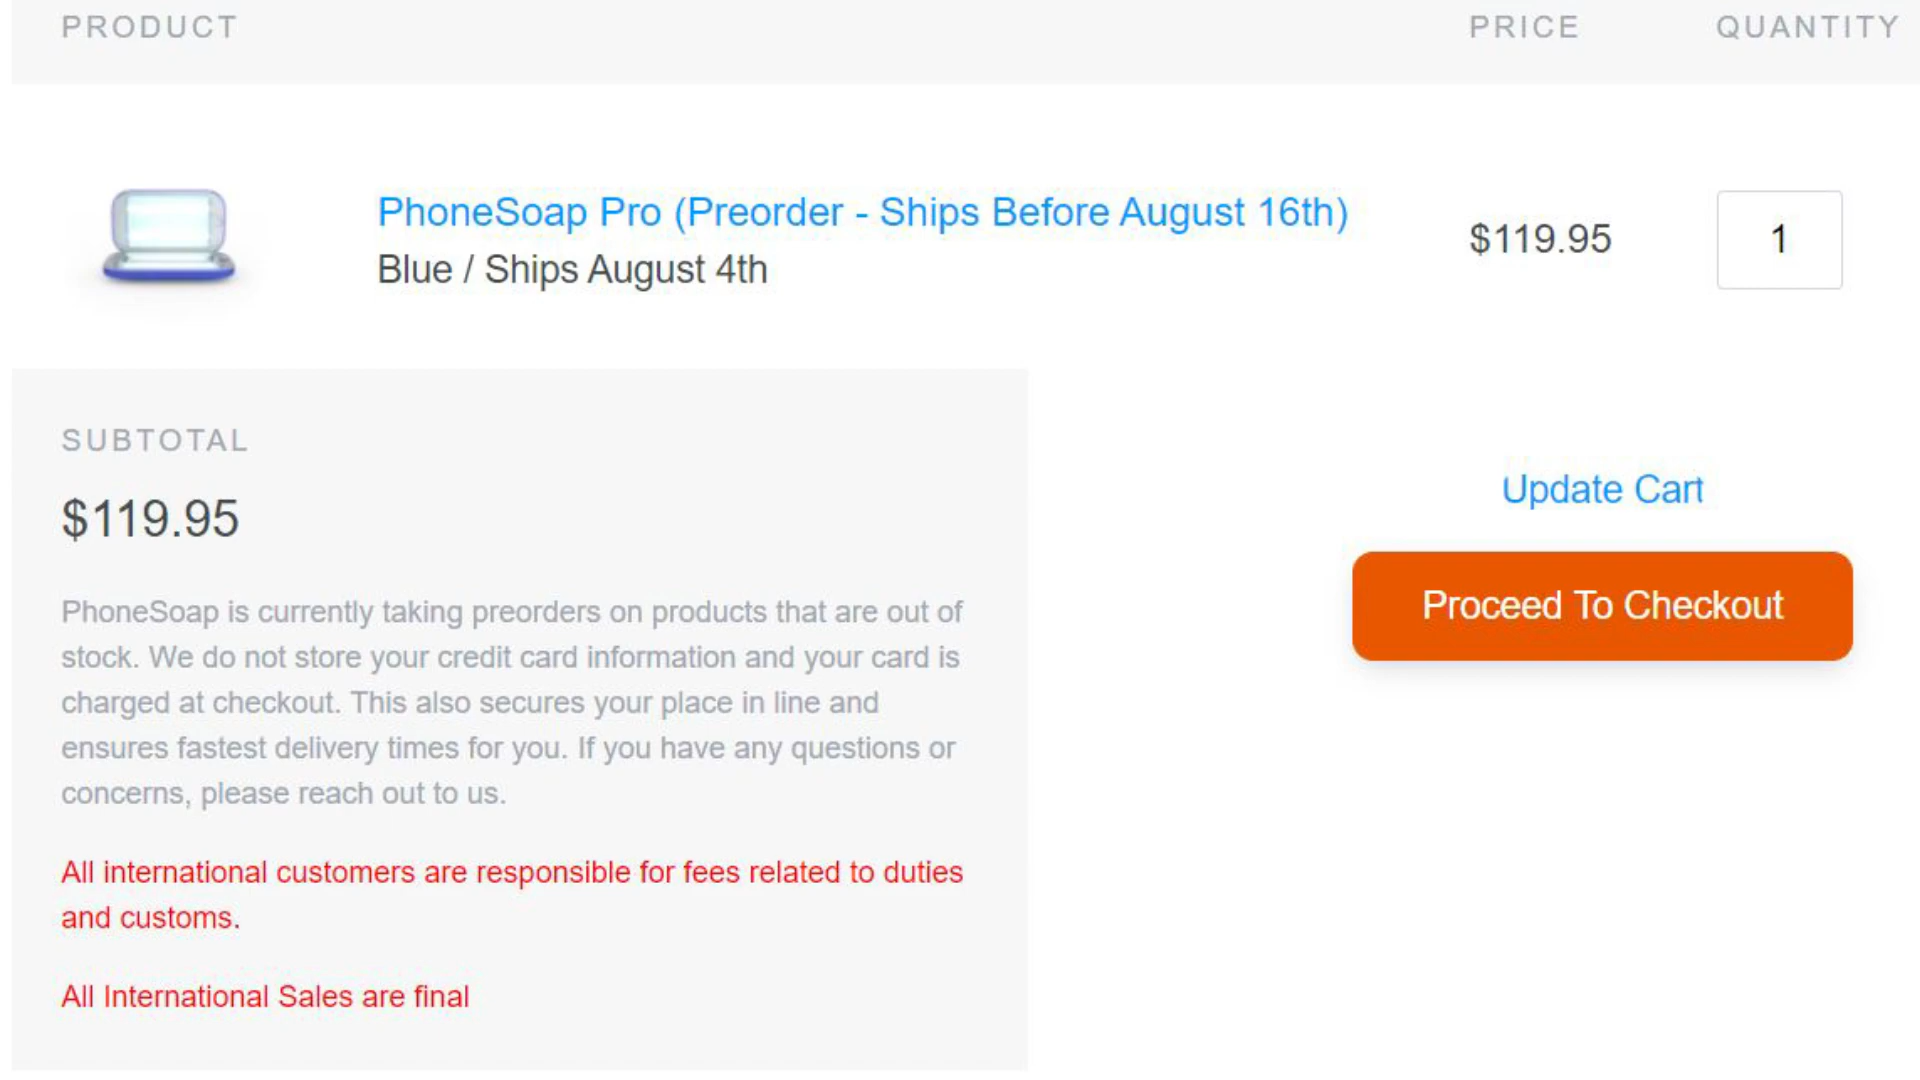 PRODUCT PRICE QUANTITY
PhoneSoap Pro (Preorder - Ships Before August 16th)
Blue / Ships August 4th
$119.95
1
SUBTOTAL
$119.95
PhoneSoap is currently taking preorders on products that are out of
stock. We do not store your credit card information and your card is
charged at checkout. This also secures your place in line and
ensures fastest delivery times for you. If you have any questions or
concerns, please reach out to us.
All international customers are responsible for fees related to duties
and customs.
All International Sales are final
Update Cart
Proceed To Checkout